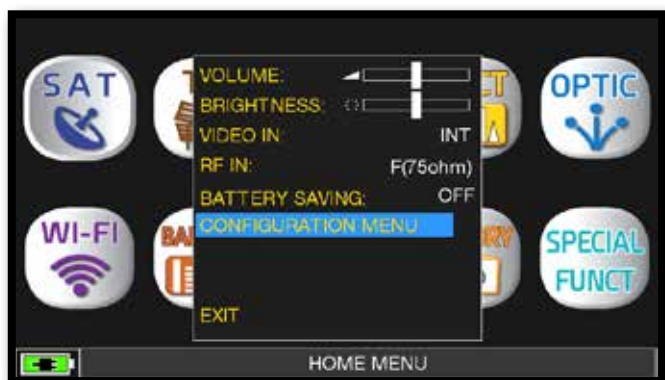 SAT
OPTIC
VOLUME:
BRIGHTNESS:
VIDEO IN: INT
RF IN: F(75ohm)
BATTERY SAVING: OFF
CONFIGURATION MENU
EXIT
WI-FI
SPECIAL
FUNCT
HOME MENU